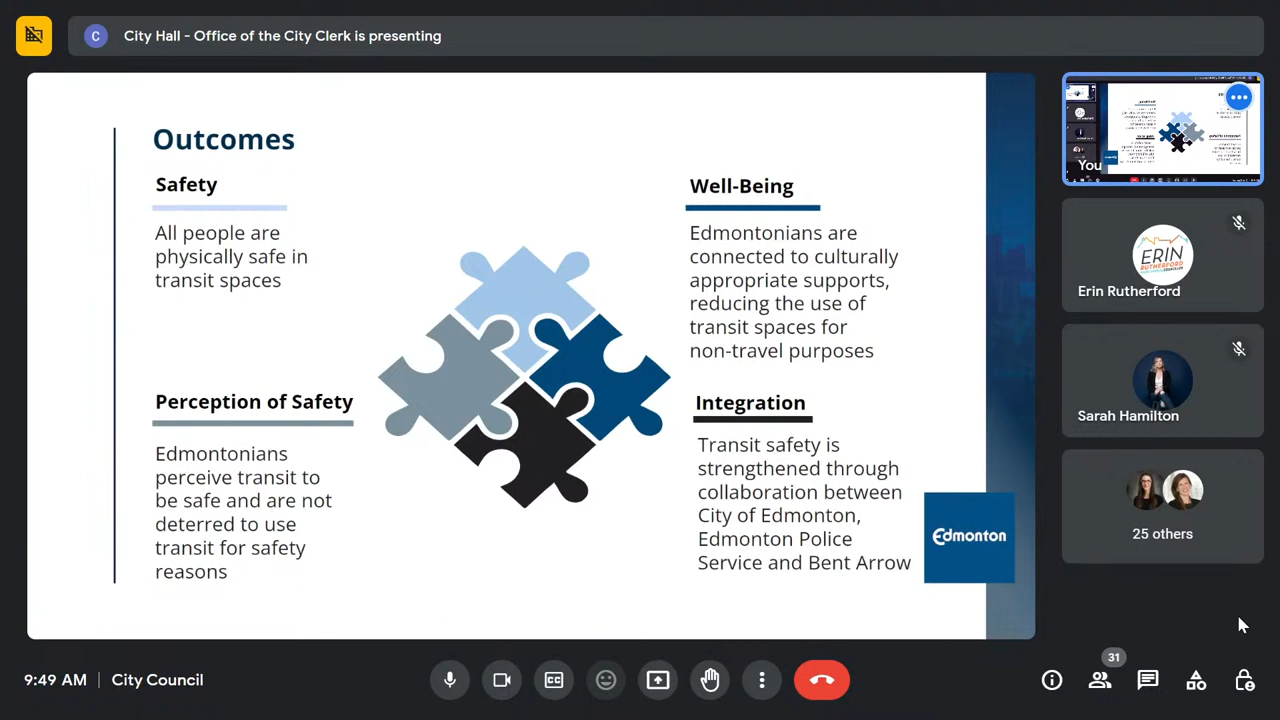 C
City Hall - Office of the City Clerk is presenting
Outcomes
Safety
All people are
physically safe in
transit spaces
Well-Being
Edmontonians are
connected to culturally
appropriate supports,
reducing the use of
transit spaces for
non-travel purposes
Perception of Safety
Edmontonians
perceive transit to
be safe and are not
deterred to use
transit for safety
reasons
Integration
Transit safety is
strengthened through
collaboration between
City of Edmonton,
Edmonton Police
Service and Bent Arrow
Edmonton
You
ERIN
RUTHERFORD
Erin Rutherford
Sarah Hamilton
25 others
9:49 AM
City Council
CC
31